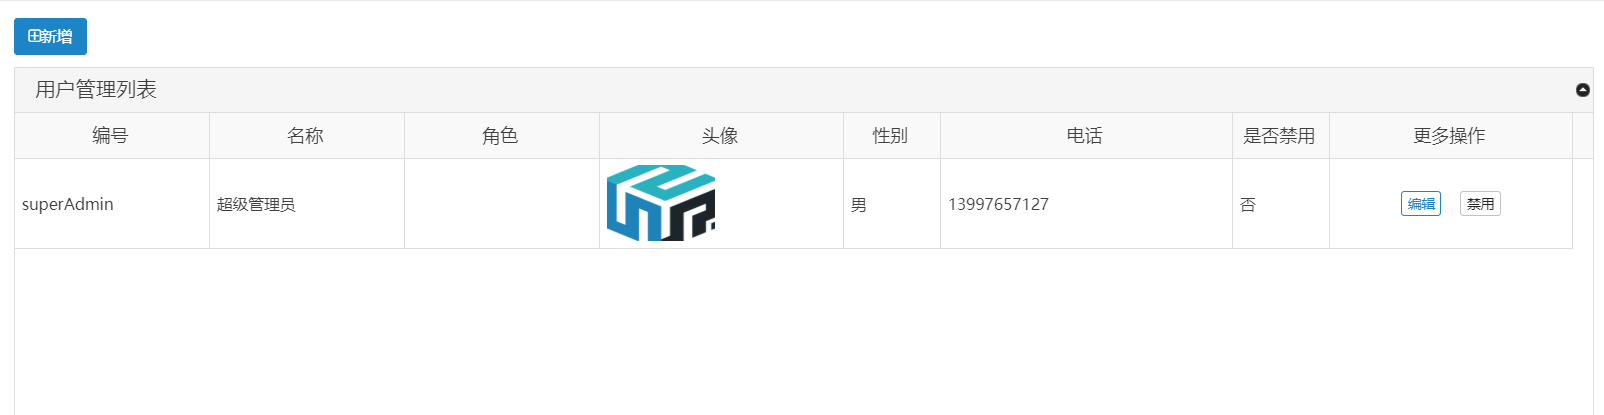 新增
用户管理列表
编号 名称 角色 头像 性别 电话 是否禁用 更多操作
superAdmin 超级管理员 男 13997657127 否 编辑 禁用